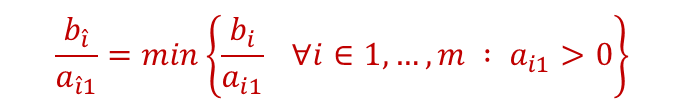 b_î / a_î1 = min { b_i / a_i1 ∀i ∈ 1, … , m : a_i1 > 0 }